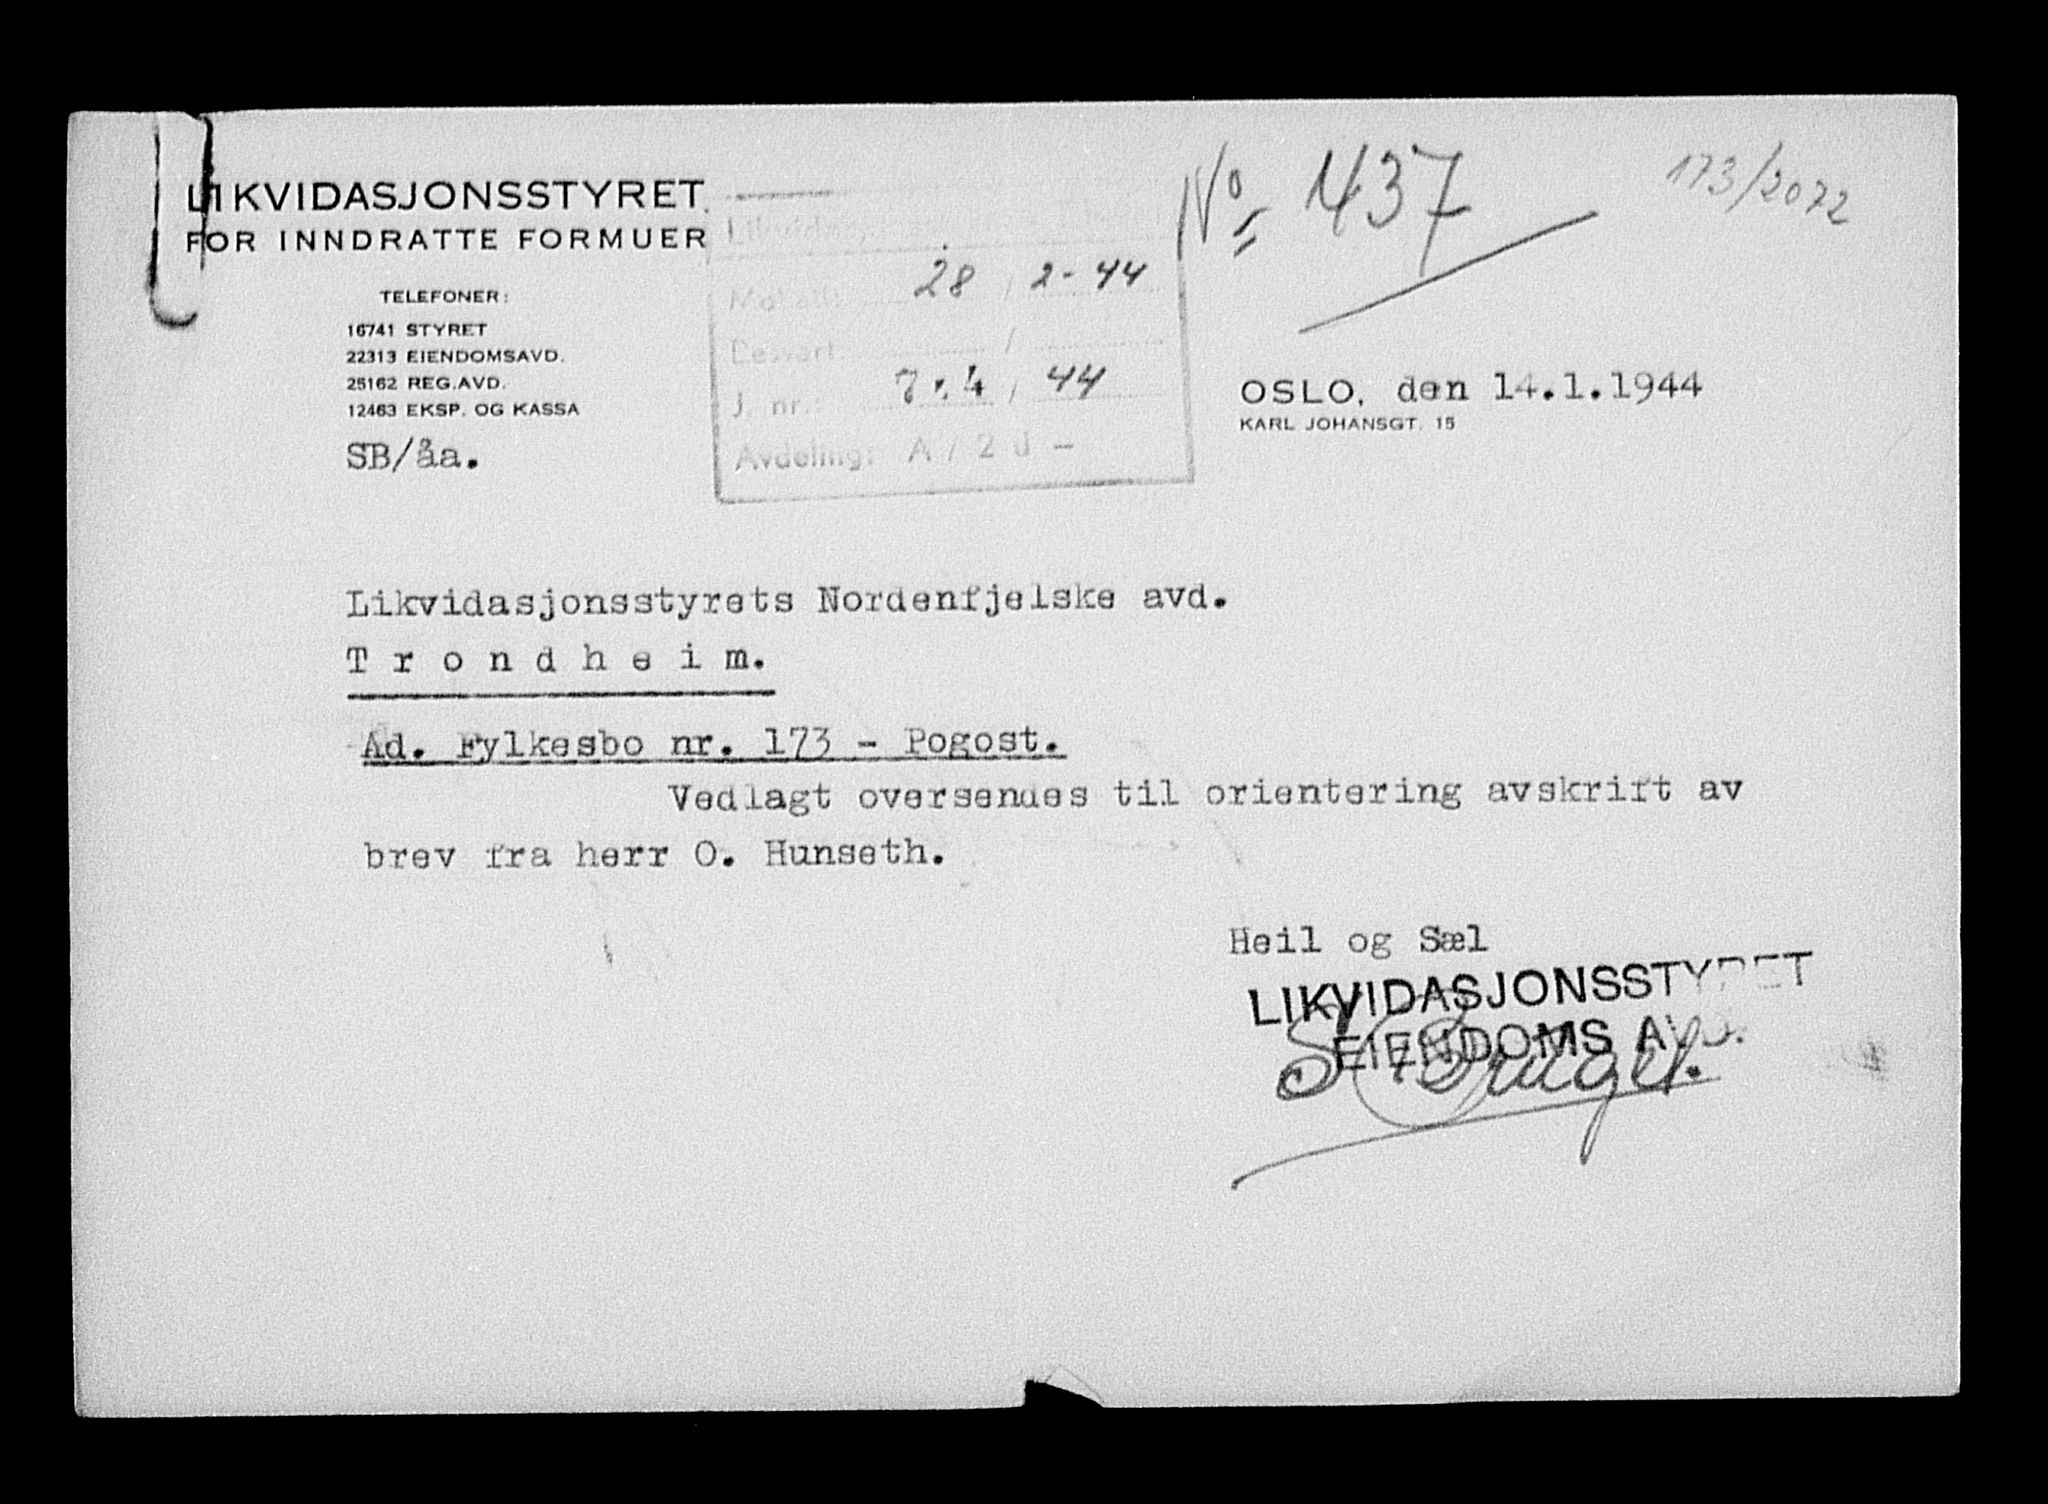 LIKVIDASJONSSTYRET
FOR INNDRATTE FORMUER
TELEFONER:
16741 STYRET
22313 EIENDOMSAVD.
25162 REG.AVD.
12463 EKSP. OG KASSA
SB/åa.
28 / 2- 44
Besvart /
J. nr.: 7.4 / 44
Avdeling: A / 2 J -
No 437
173/2072
OSLO, den 14.1.1944
KARL JOHANSGT. 15
Likvidasjonsstyrets Nordenfjelske avd.
T r o n d h e i m.
Ad. Fylkesbo nr. 173 - Pogost.
Vedlagt oversendes til orientering avskrift av
brev fra herr O. Hunseth.
Heil og Sæl
LIKVIDASJONSSTYRET
EIENDOMS AVD.